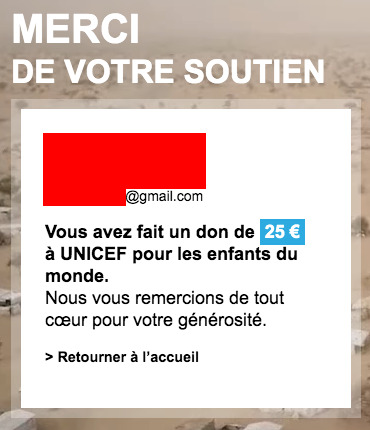 MERCI
DE VOTRE SOUTIEN
@gmail.com
Vous avez fait un don de 25 €
à UNICEF pour les enfants du
monde.
Nous vous remercions de tout
cœur pour votre générosité.
> Retourner à l'accueil